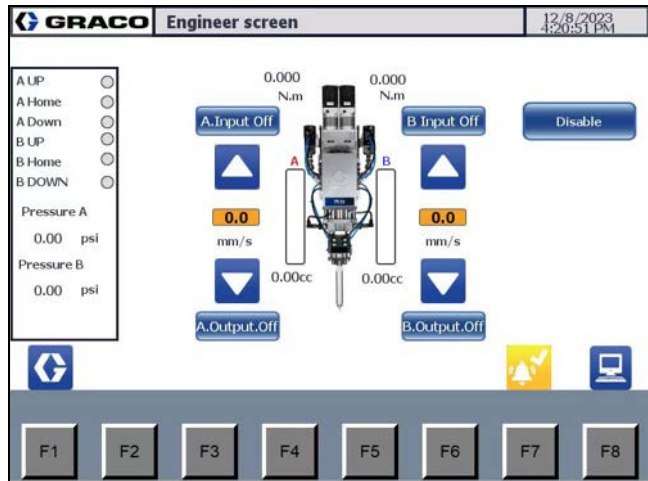 GRACO
Engineer screen
12/8/2023
4:20:51 PM
A UP
A Home
A Down
B UP
B Home
B DOWN
Pressure A
0.00 psi
Pressure B
0.00 psi
0.000
N.m
0.000
N.m
A.Input Off
B Input Off
Disable
A
B
0.0
mm/s
0.0
mm/s
0.00cc
0.00cc
A.Output.Off
B.Output.Off
F1
F2
F3
F4
F5
F6
F7
F8